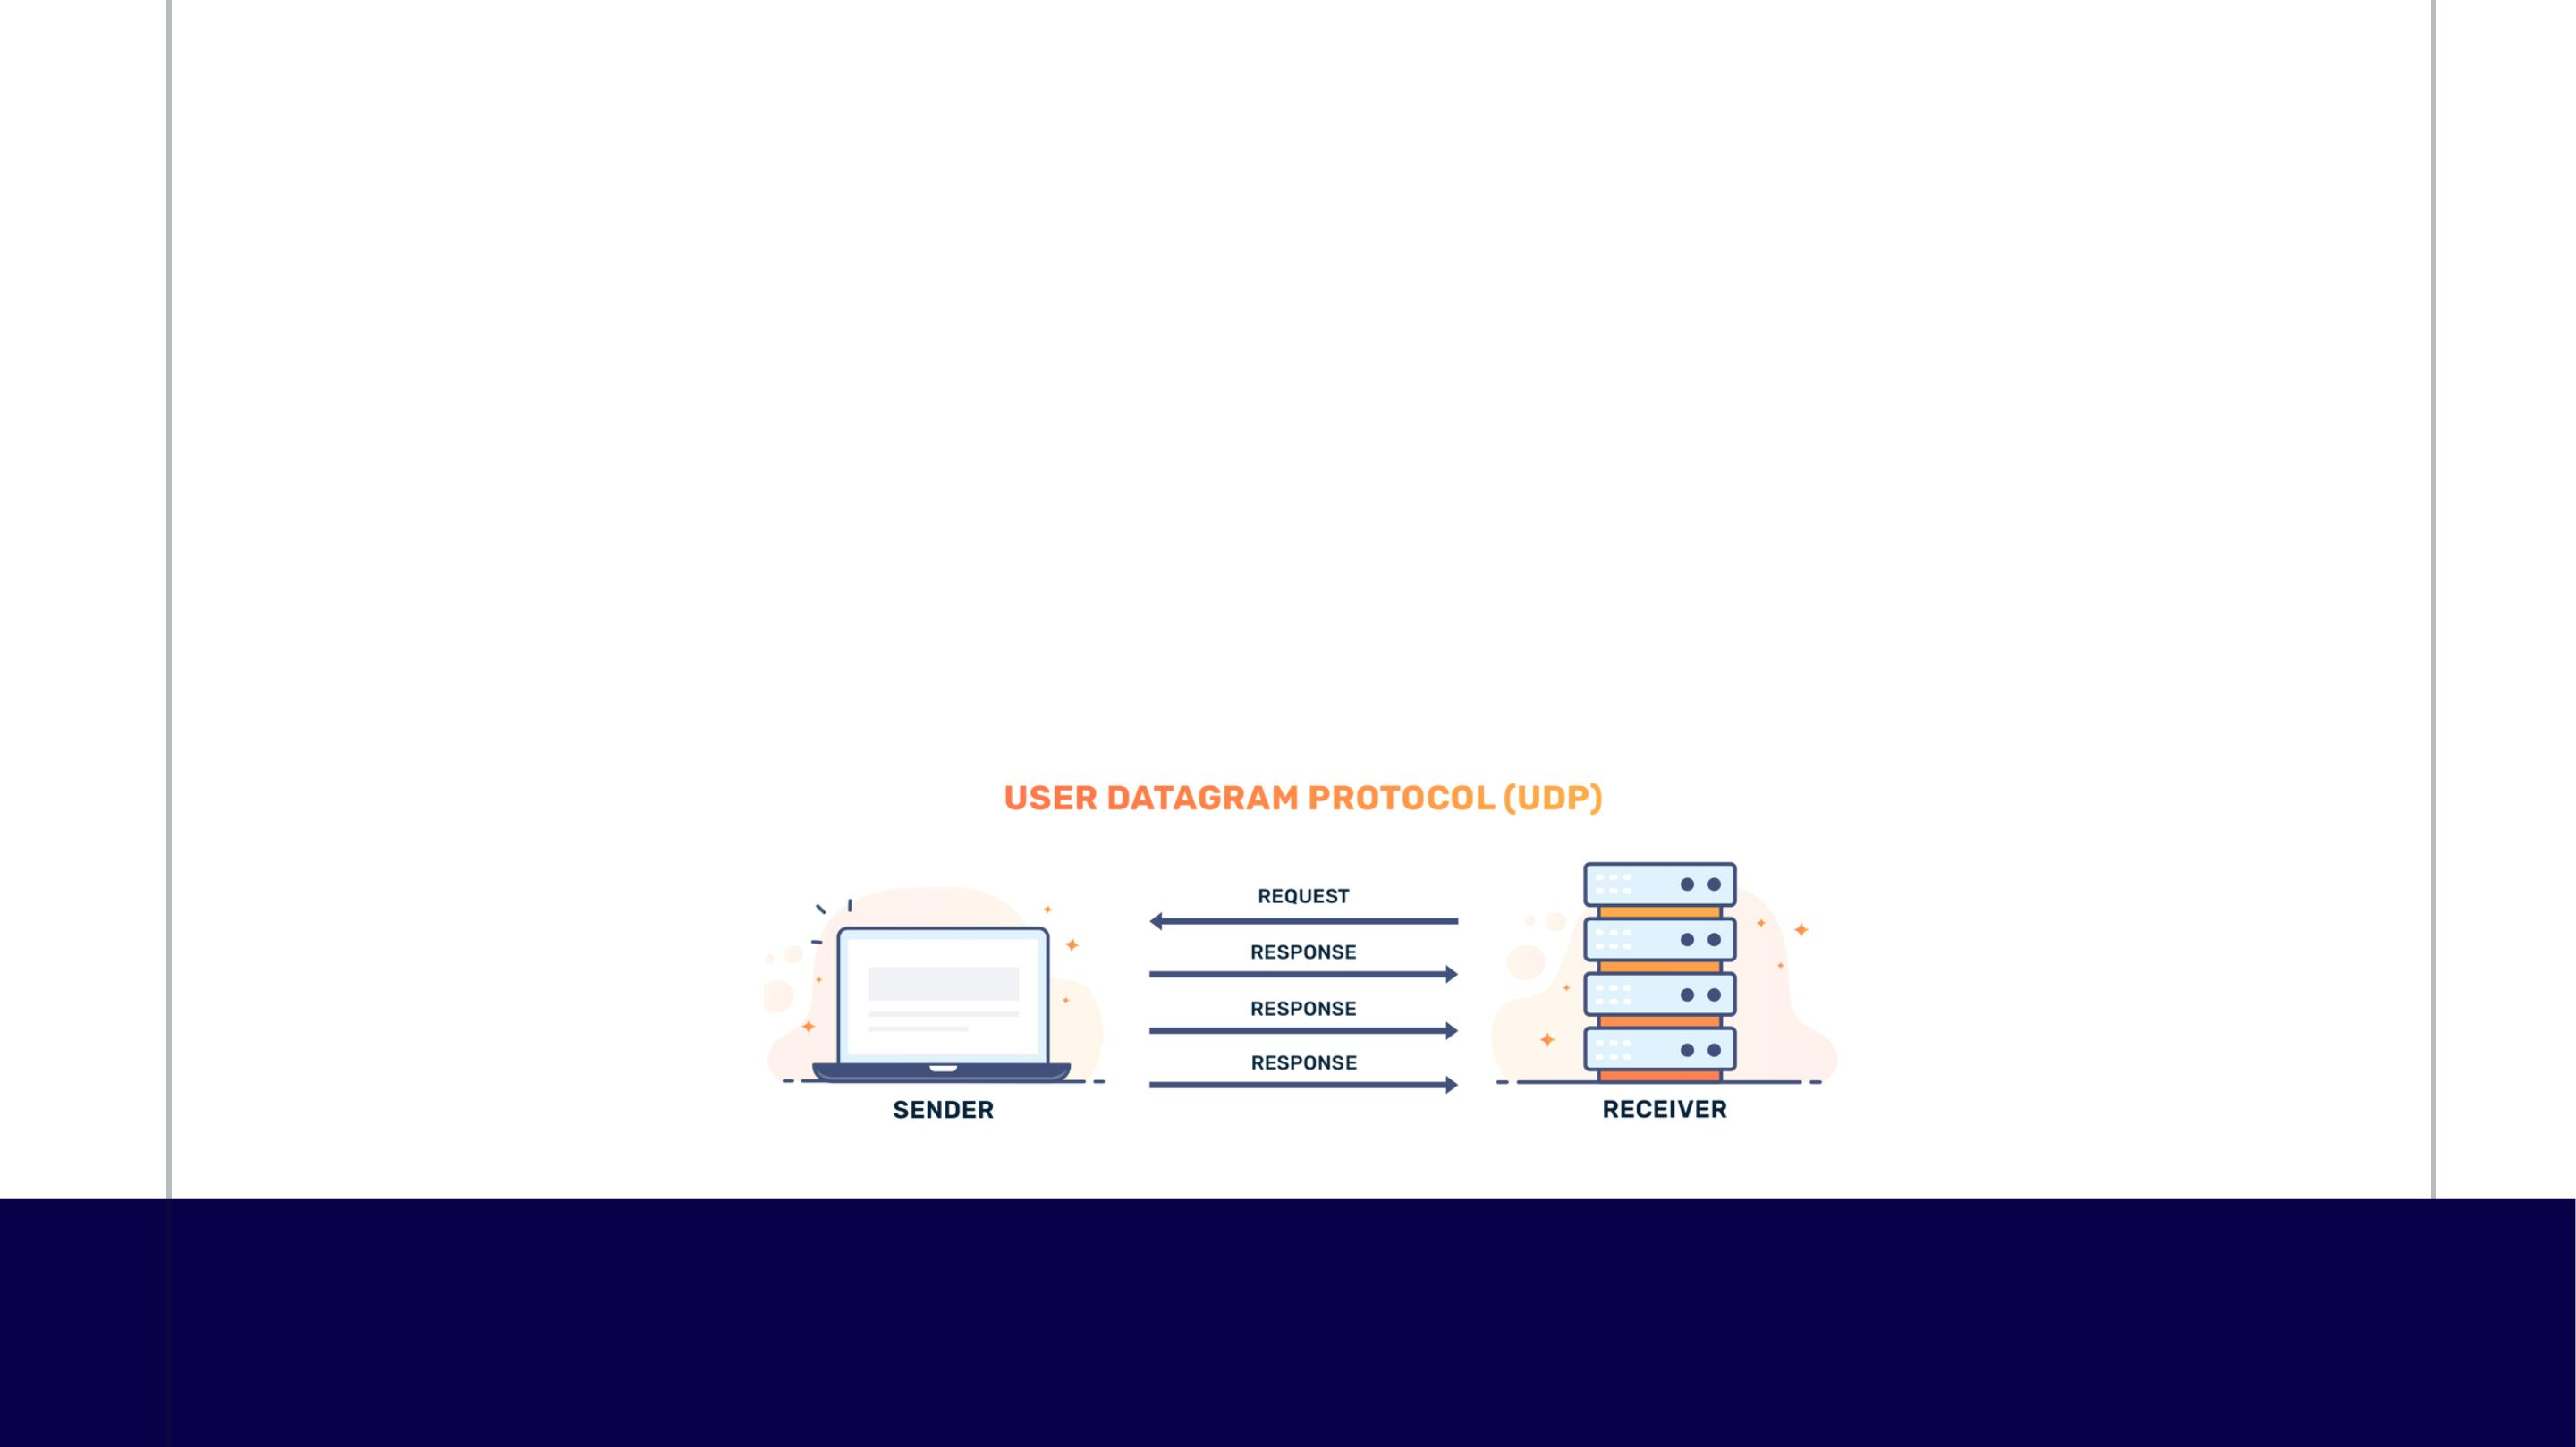 USER DATAGRAM PROTOCOL (UDP)
REQUEST
RESPONSE
RESPONSE
RESPONSE
SENDER
RECEIVER